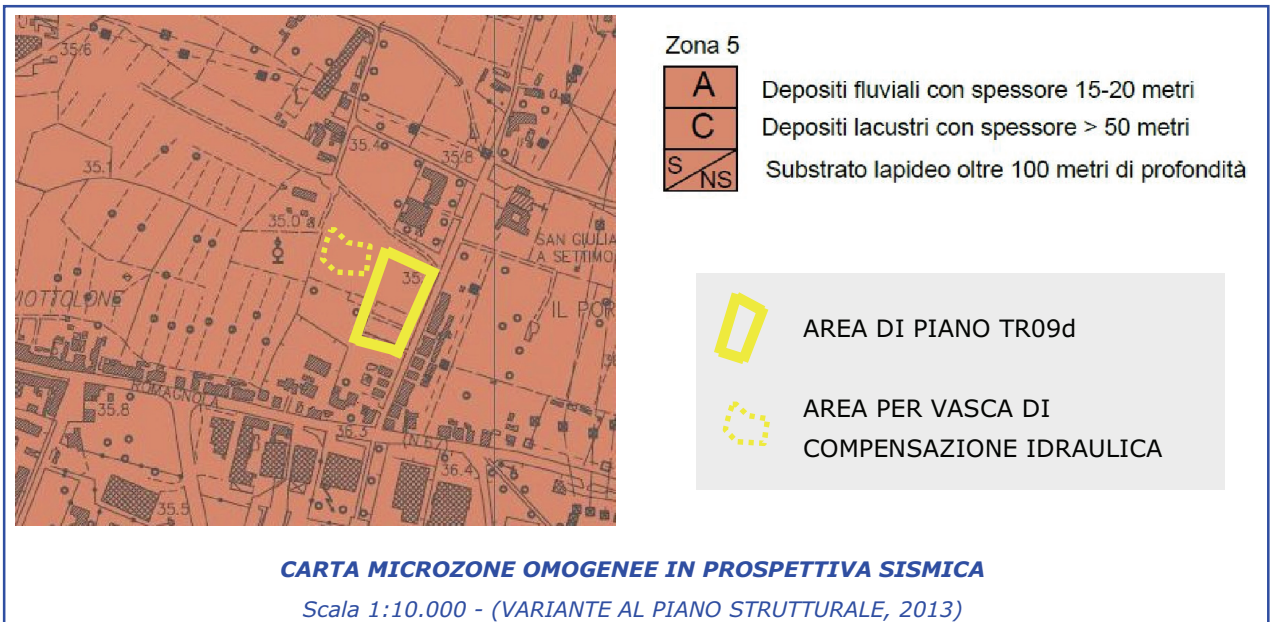 35.6
35.4
35.8
35.1
35.0
SAN GIULIA
A SETTIMO
35
MOTTOLONE
IL POR
ROMAGNOLA
35.8
36.3
(N.67
36.4
35.5
Zona 5
A Depositi fluviali con spessore 15-20 metri
C Depositi lacustri con spessore > 50 metri
S/NS Substrato lapideo oltre 100 metri di profondità
AREA DI PIANO TR09d
AREA PER VASCA DI
COMPENSAZIONE IDRAULICA
CARTA MICROZONE OMOGENEE IN PROSPETTIVA SISMICA
Scala 1:10.000 - (VARIANTE AL PIANO STRUTTURALE, 2013)